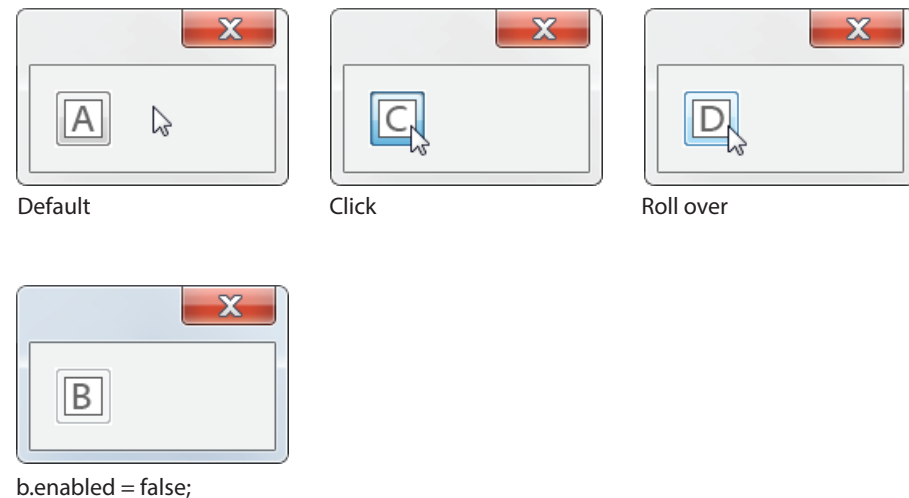 A
C
D
Default
Click
Roll over
B
b.enabled = false;